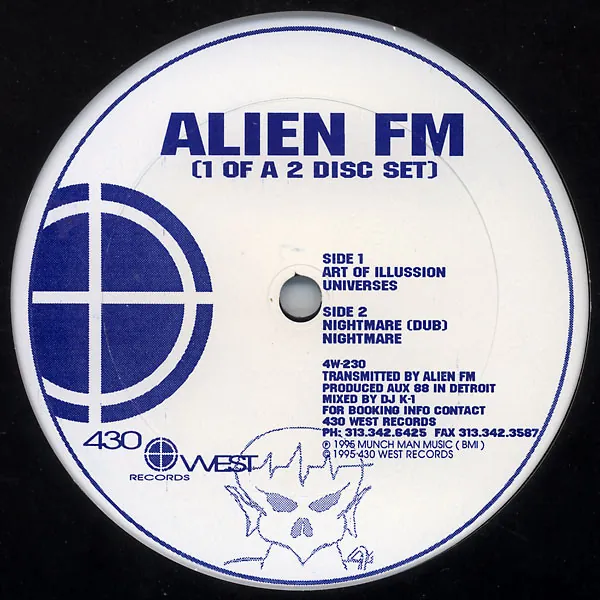 ALIEN FM
(1 OF A 2 DISC SET)
SIDE 1
ART OF ILLUSSION
UNIVERSES
SIDE 2
NIGHTMARE (DUB)
NIGHTMARE
4W-230
TRANSMITTED BY ALIEN FM
PRODUCED AUX 88 IN DETROIT
MIXED BY DJ K-1
FOR BOOKING INFO CONTACT
430 WEST RECORDS
PH: 313.342.6425 FAX 313.342.3587
℗ 1995 MUNCH MAN MUSIC ( BMI )
© 1995 430 WEST RECORDS
430 WEST
RECORDS